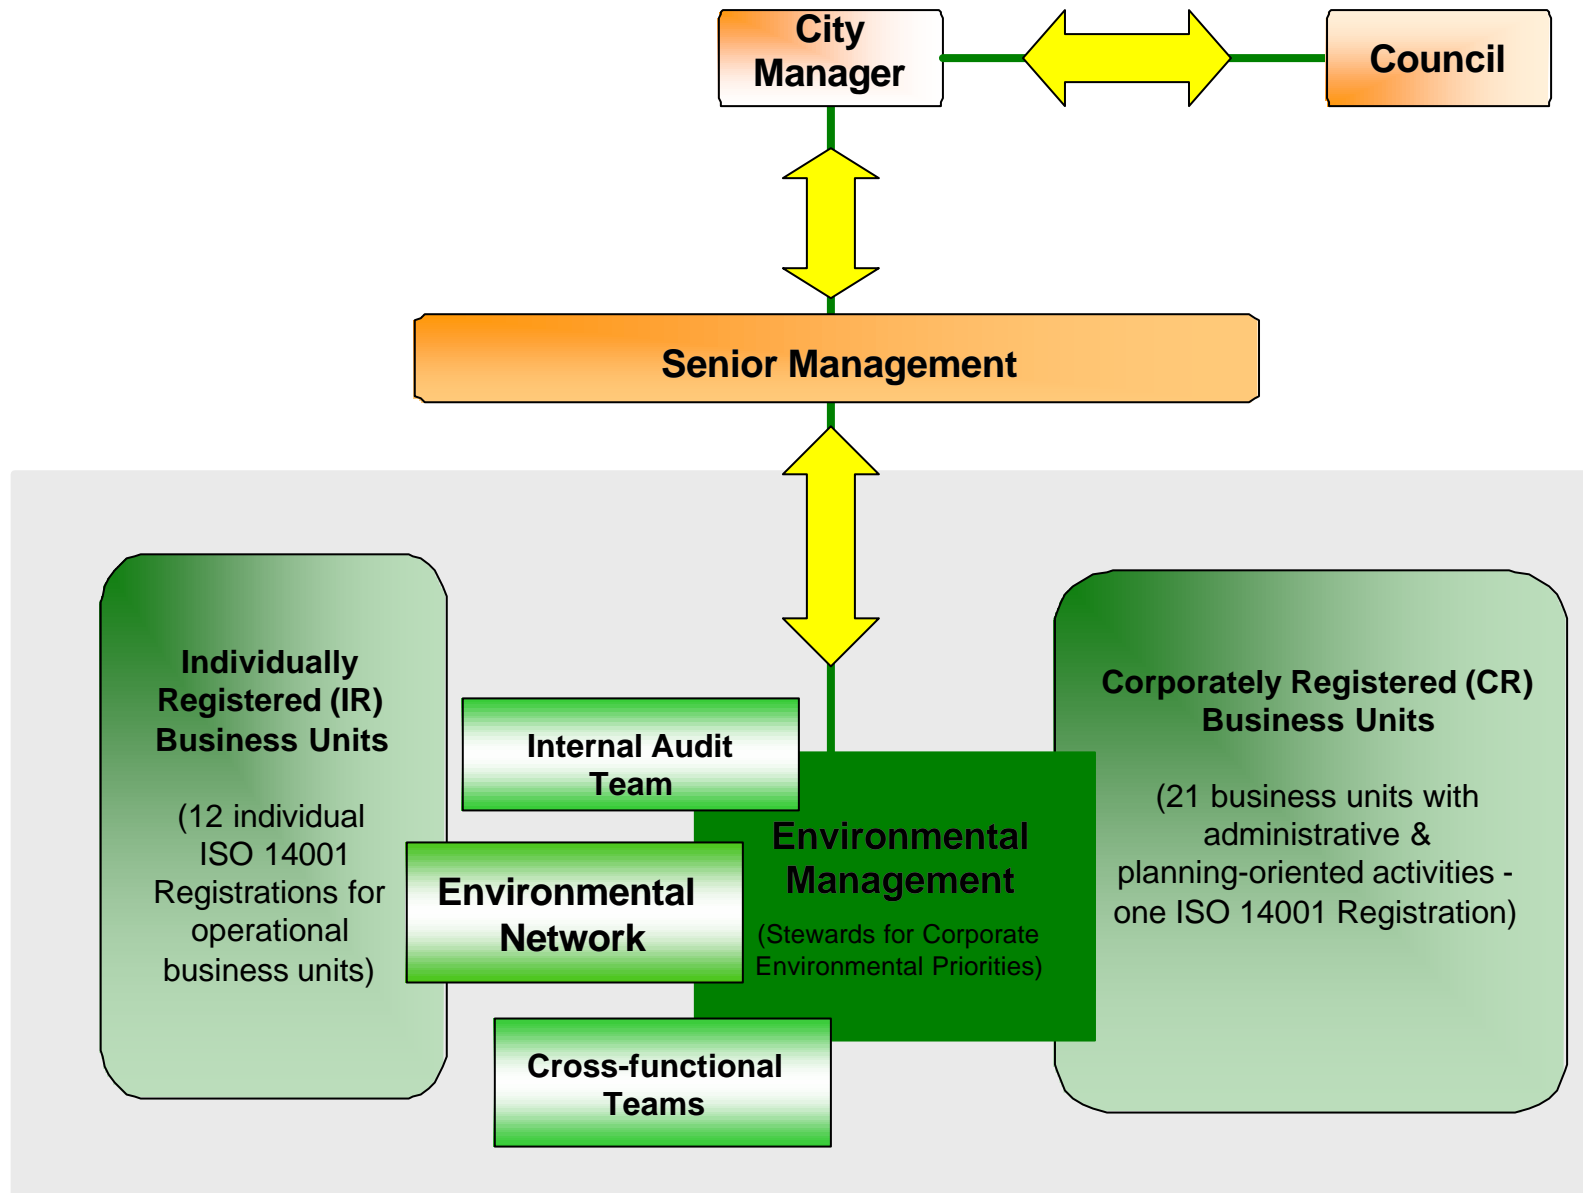 City
Manager
Council
Senior Management
Individually
Registered (IR)
Business Units
(12 individual
ISO 14001
Registrations for
operational
business units)
Internal Audit
Team
Environmental
Network
Cross-functional
Teams
Environmental
Management
(Stewards for Corporate
Environmental Priorities)
Corporately Registered (CR)
Business Units
(21 business units with
administrative &
planning-oriented activities -
one ISO 14001 Registration)